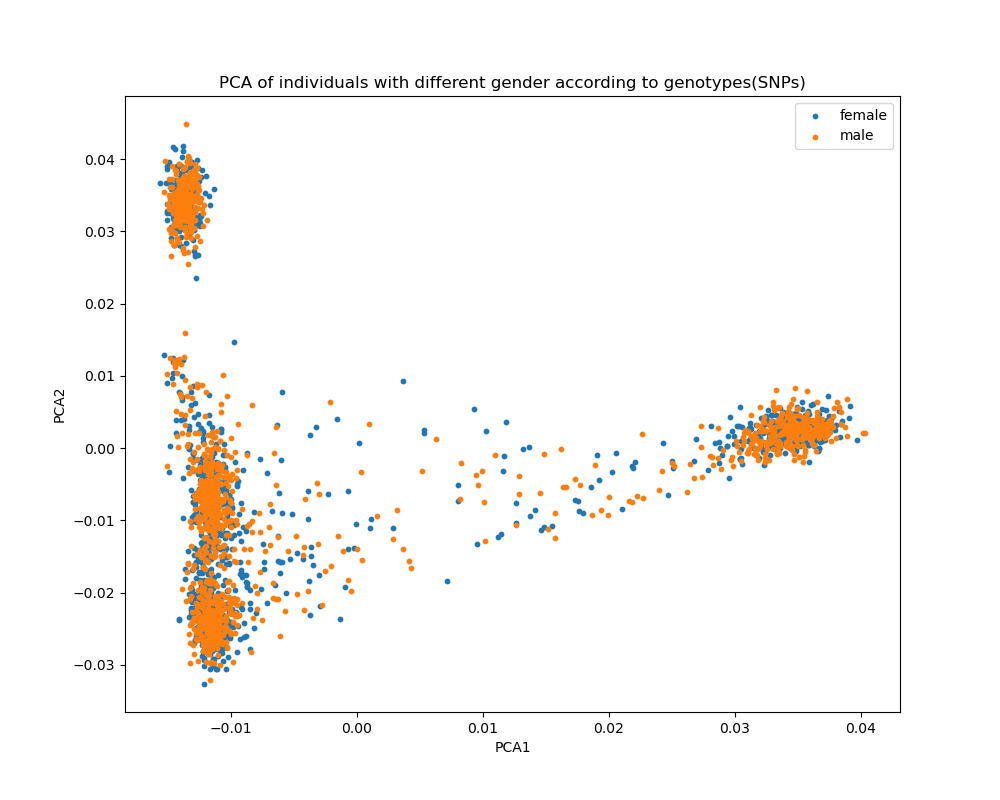 PCA of individuals with different gender according to genotypes(SNPs)
female
male
0.04
0.03
0.02
0.01
0.00
−0.01
−0.02
−0.03
PCA2
−0.01
0.00
0.01
0.02
0.03
0.04
PCA1